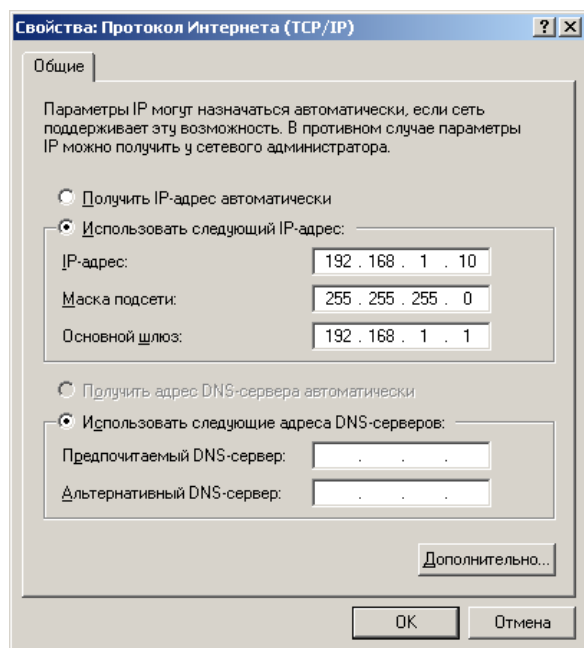 Свойства: Протокол Интернета (TCP/IP)
Общие
Параметры IP могут назначаться автоматически, если сеть
поддерживает эту возможность. В противном случае параметры
IP можно получить у сетевого администратора.
Получить IP-адрес автоматически
Использовать следующий IP-адрес:
IP-адрес: 192 . 168 . 1 . 10
Маска подсети: 255 . 255 . 255 . 0
Основной шлюз: 192 . 168 . 1 . 1
Получить адрес DNS-сервера автоматически
Использовать следующие адреса DNS-серверов:
Предпочитаемый DNS-сервер: . . .
Альтернативный DNS-сервер: . . .
Дополнительно...
OK Отмена